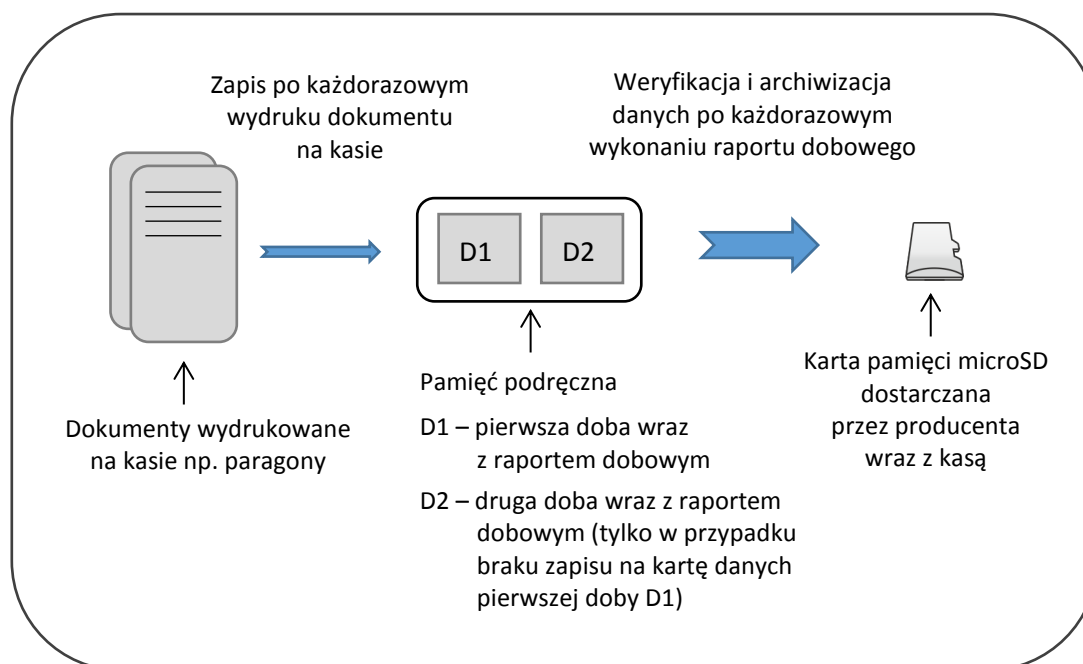 Zapis po każdorazowym
wydruku dokumentu
na kasie
Weryfikacja i archiwizacja
danych po każdorazowym
wykonaniu raportu dobowego
D1
D2
Dokumenty wydrukowane
na kasie np. paragony
Pamięć podręczna
D1 – pierwsza doba wraz
z raportem dobowym
D2 – druga doba wraz z raportem
dobowym (tylko w przypadku
braku zapisu na kartę danych
pierwszej doby D1)
Karta pamięci microSD
dostarczana
przez producenta
wraz z kasą